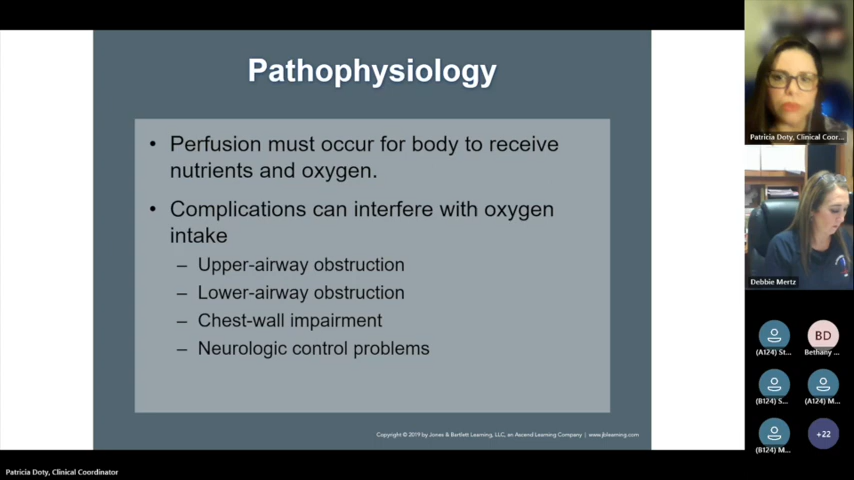 Pathophysiology
• Perfusion must occur for body to receive
nutrients and oxygen.
• Complications can interfere with oxygen
intake
– Upper-airway obstruction
– Lower-airway obstruction
– Chest-wall impairment
– Neurologic control problems
Copyright © 2019 by Jones & Bartlett Learning, LLC, an Ascend Learning Company | www.jblearning.com
Patricia Doty, Clinical Coor...
Debbie Mertz
(A124) St...
BD
Bethany ...
(B124) S...
(A124) M...
(B124) M...
+22
Patricia Doty, Clinical Coordinator